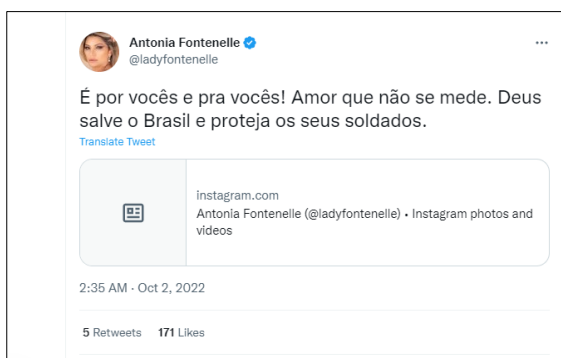 Antonia Fontenelle
@ladyfontenelle
É por vocês e pra vocês! Amor que não se mede. Deus
salve o Brasil e proteja os seus soldados.
Translate Tweet
instagram.com
Antonia Fontenelle (@ladyfontenelle) • Instagram photos and
videos
2:35 AM · Oct 2, 2022
5 Retweets 171 Likes